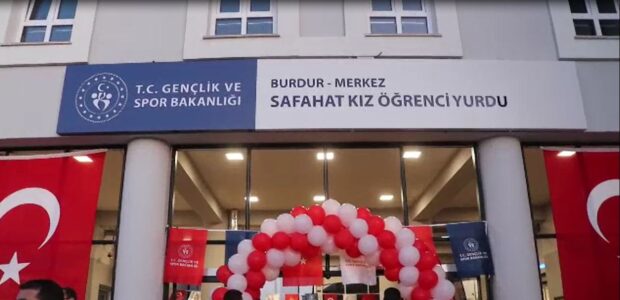 T.C. GENÇLİK VE
SPOR BAKANLIĞI
BURDUR - MERKEZ
SAFAHAT KIZ ÖĞRENCİ YURDU